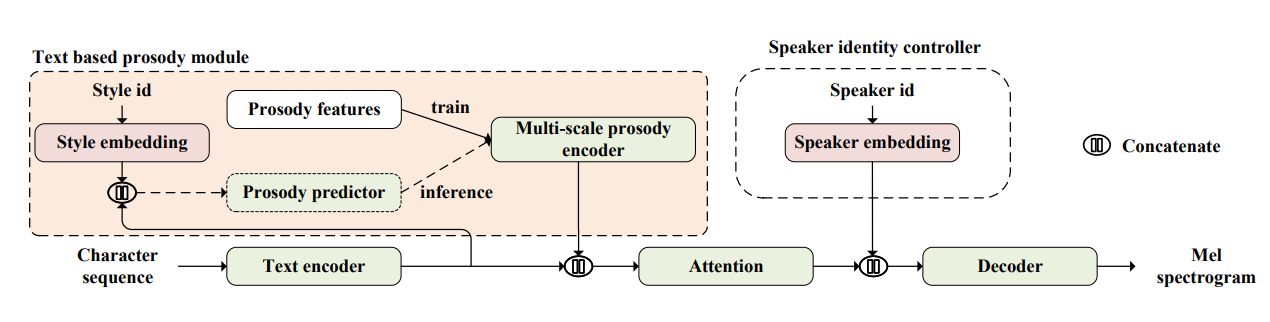 Text based prosody module
Speaker identity controller
Style id
Prosody features
train
Speaker id
Style embedding
Multi-scale prosody
encoder
Speaker embedding
Concatenate
Prosody predictor
inference
Character
sequence
Text encoder
Attention
Decoder
Mel
spectrogram